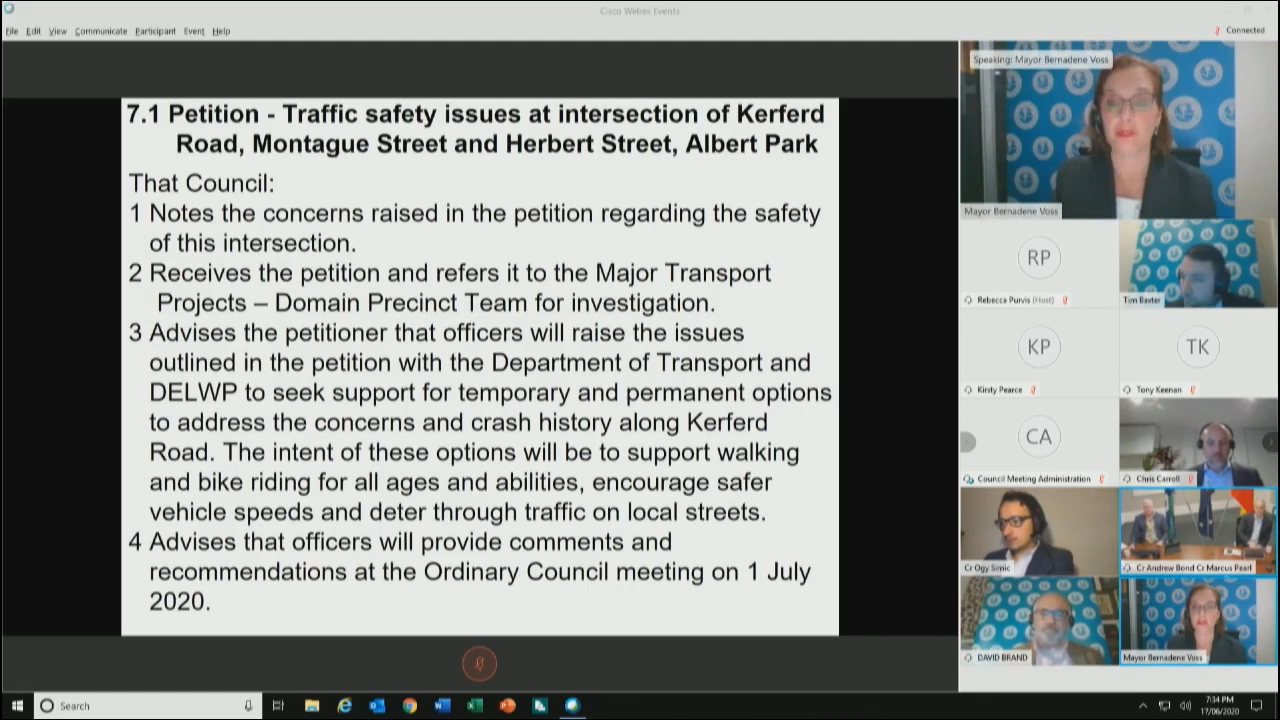 Cisco Webex Events
File Edit View Communicate Participant Event Help
Connected
7.1 Petition - Traffic safety issues at intersection of Kerferd
Road, Montague Street and Herbert Street, Albert Park
That Council:
1 Notes the concerns raised in the petition regarding the safety
of this intersection.
2 Receives the petition and refers it to the Major Transport
Projects – Domain Precinct Team for investigation.
3 Advises the petitioner that officers will raise the issues
outlined in the petition with the Department of Transport and
DELWP to seek support for temporary and permanent options
to address the concerns and crash history along Kerferd
Road. The intent of these options will be to support walking
and bike riding for all ages and abilities, encourage safer
vehicle speeds and deter through traffic on local streets.
4 Advises that officers will provide comments and
recommendations at the Ordinary Council meeting on 1 July
2020.
Speaking: Mayor Bernadene Voss
Mayor Bernadene Voss
RP
Rebecca Purvis (Host)
Tim Baxter
KP
TK
Kirsty Pearce
Tony Keenan
CA
Council Meeting Administration
Chris Carroll
Cr Ogy Simic
Cr Andrew Bond Cr Marcus Pearl
DAVID BRAND
Mayor Bernadene Voss
Search
7:34 PM
17/06/2020